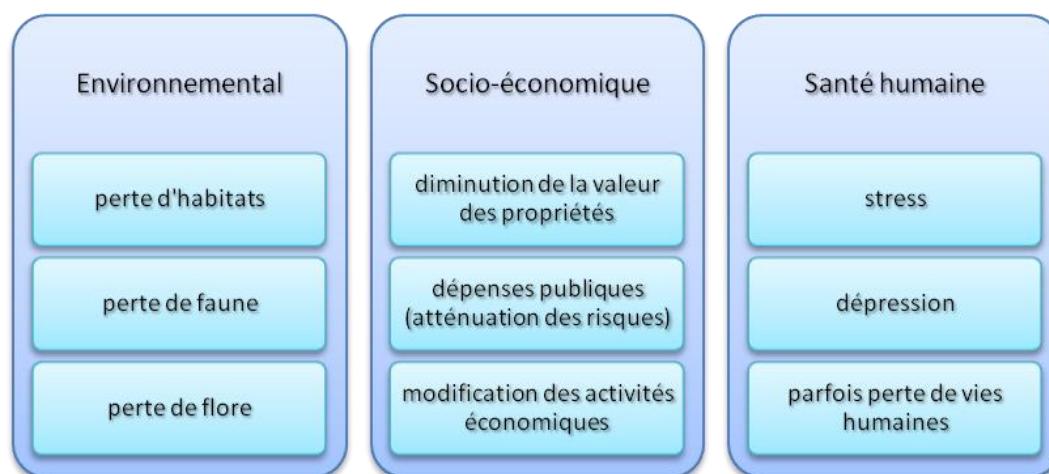 Environnemental
perte d'habitats
perte de faune
perte de flore
Socio-économique
diminution de la valeur
des propriétés
dépenses publiques
(atténuation des risques)
modification des activités
économiques
Santé humaine
stress
dépression
parfois perte de vies
humaines